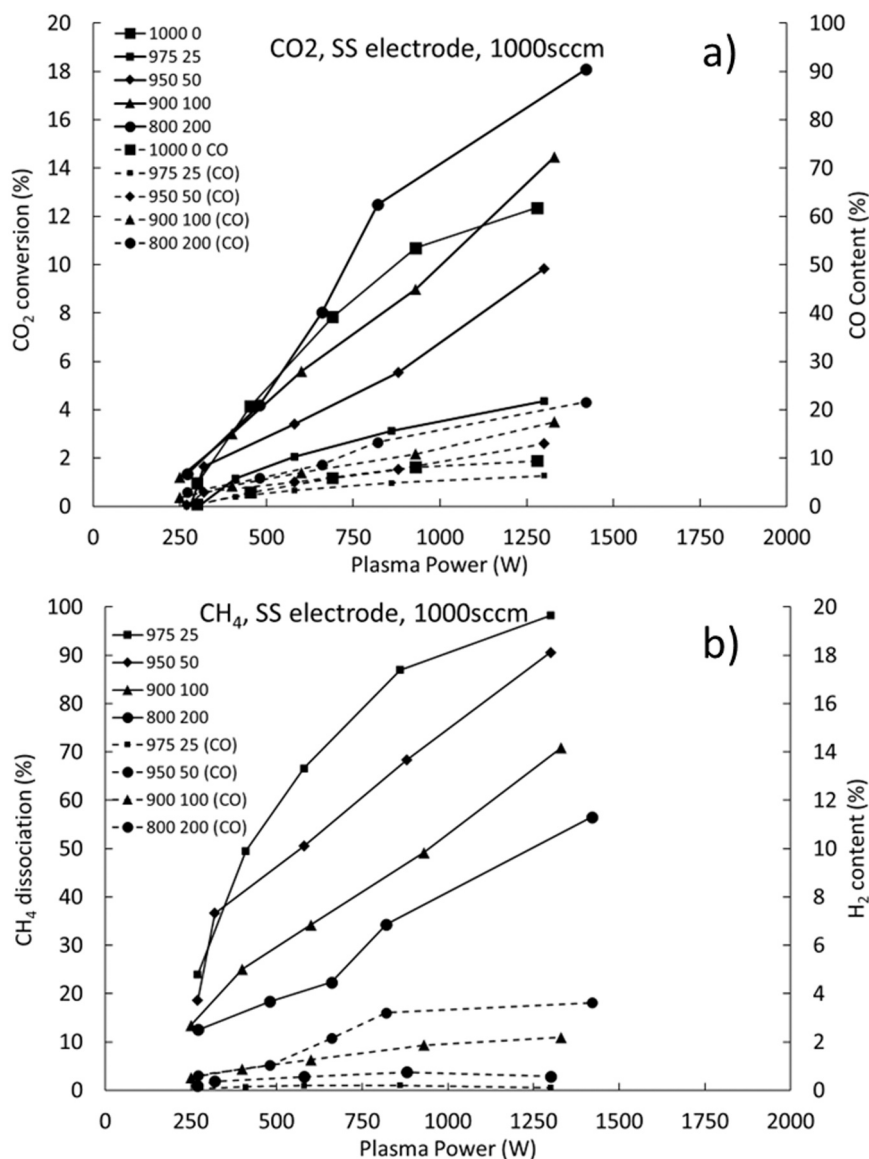 CO2, SS electrode, 1000sccm
a)
1000 0
975 25
950 50
900 100
800 200
1000 0 CO
975 25 (CO)
950 50 (CO)
900 100 (CO)
800 200 (CO)
20
18
16
14
12
10
8
6
4
2
0
CO₂ conversion (%)
100
90
80
70
60
50
40
30
20
10
0
CO Content (%)
0 250 500 750 1000 1250 1500 1750 2000
Plasma Power (W)
CH₄, SS electrode, 1000sccm
b)
975 25
950 50
900 100
800 200
975 25 (CO)
950 50 (CO)
900 100 (CO)
800 200 (CO)
100
90
80
70
60
50
40
30
20
10
0
CH₄ dissociation (%)
20
18
16
14
12
10
8
6
4
2
0
H₂ content (%)
0 250 500 750 1000 1250 1500 1750 2000
Plasma Power (W)